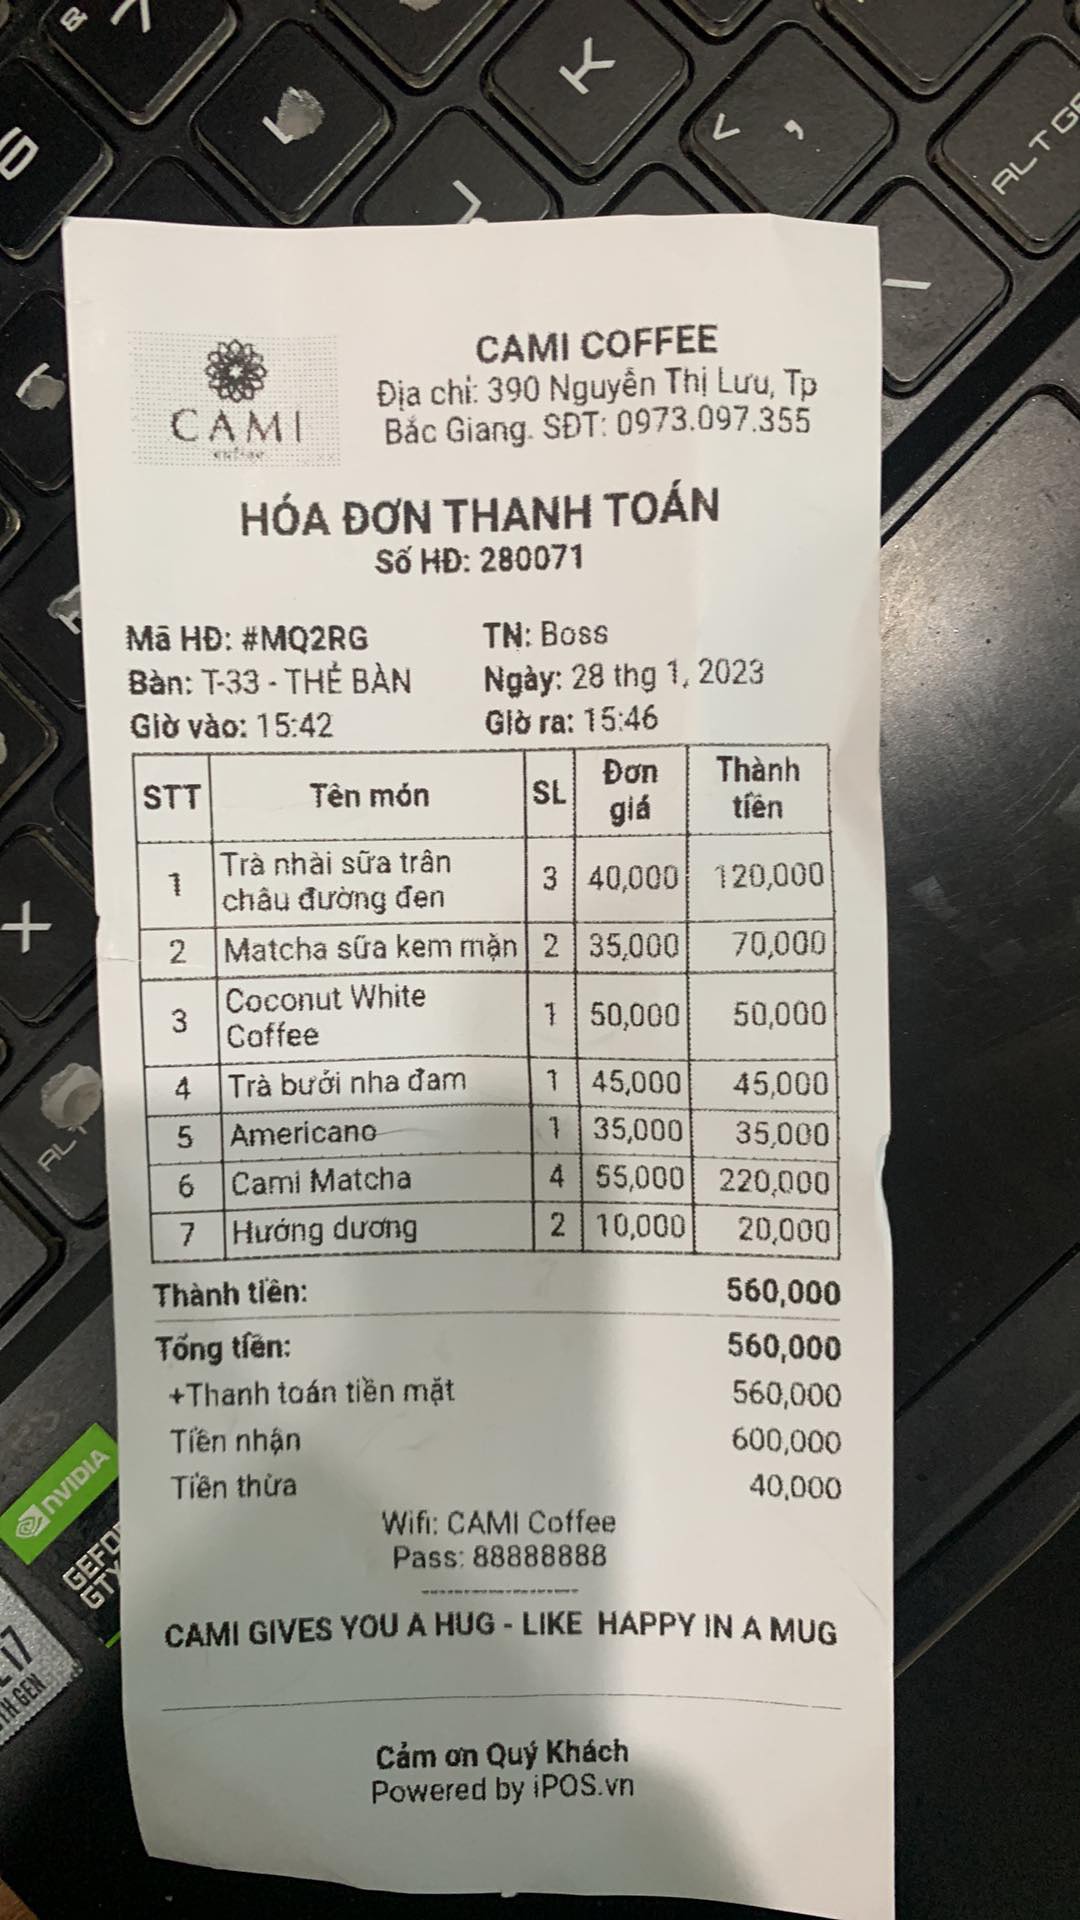 K
L
< ,
ALT GR
CAMI
coffee
CAMI COFFEE
Địa chỉ: 390 Nguyễn Thị Lưu, Tp
Bắc Giang. SĐT: 0973.097.355
HÓA ĐƠN THANH TOÁN
Số HĐ: 280071
Mã HĐ: #MQ2RG TN: Boss
Bàn: T-33 - THẺ BÀN Ngày: 28 thg 1, 2023
Giờ vào: 15:42 Giờ ra: 15:46
STT Tên món SL Đơn giá Thành tiền
1 Trà nhài sữa trân châu đường đen 3 40,000 120,000
2 Matcha sữa kem mặn 2 35,000 70,000
3 Coconut White Coffee 1 50,000 50,000
4 Trà bưởi nha đam 1 45,000 45,000
5 Americano 1 35,000 35,000
6 Cami Matcha 4 55,000 220,000
7 Hướng dương 2 10,000 20,000
Thành tiền: 560,000
Tổng tiền: 560,000
+Thanh toán tiền mặt 560,000
Tiền nhận 600,000
Tiền thừa 40,000
Wifi: CAMI Coffee
Pass: 88888888
CAMI GIVES YOU A HUG - LIKE HAPPY IN A MUG
Cảm ơn Quý Khách
Powered by iPOS.vn
NVIDIA